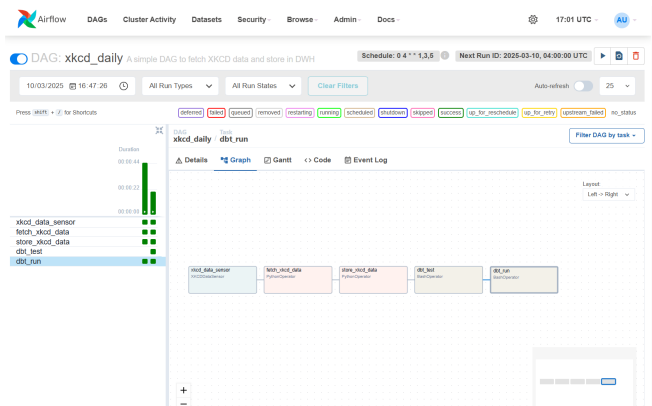 Airflow DAGs Cluster Activity Datasets Security Browse Admin Docs 17:01 UTC AU
DAG: xkcd_daily A simple DAG to fetch XKCD data and store in DWH Schedule: 0 4 * * 1,3,5 Next Run ID: 2025-03-10, 04:00:00 UTC
10/03/2025 16:47:26 All Run Types All Run States Clear Filters Auto-refresh 25
Press shift + / for Shortcuts deferred failed queued removed restarting running scheduled shutdown skipped success up_for_reschedule up_for_retry upstream_failed no_status
DAG Task
xkcd_daily dbt_run Filter DAG by task
Duration
00:00:44
00:00:22
00:00:00
Details Graph Gantt Code Event Log
Layout
Left -> Right
xkcd_data_sensor
fetch_xkcd_data
store_xkcd_data
dbt_test
dbt_run
xkcd_data_sensor fetch_xkcd_data store_xkcd_data dbt_test dbt_run
XKCDDataSensor PythonOperator PythonOperator BashOperator BashOperator